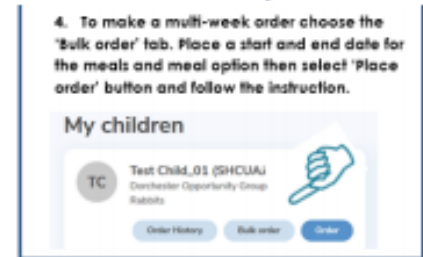 4. To make a multi-week order choose the
'Bulk order' tab. Place a start and end date for
the meals and meal option then select 'Place
order' button and follow the instruction.
My children
TC
Test Child_01 (SHCUAJ
Dorchester Opportunity Group
Rabbits
Order History Bulk order Order